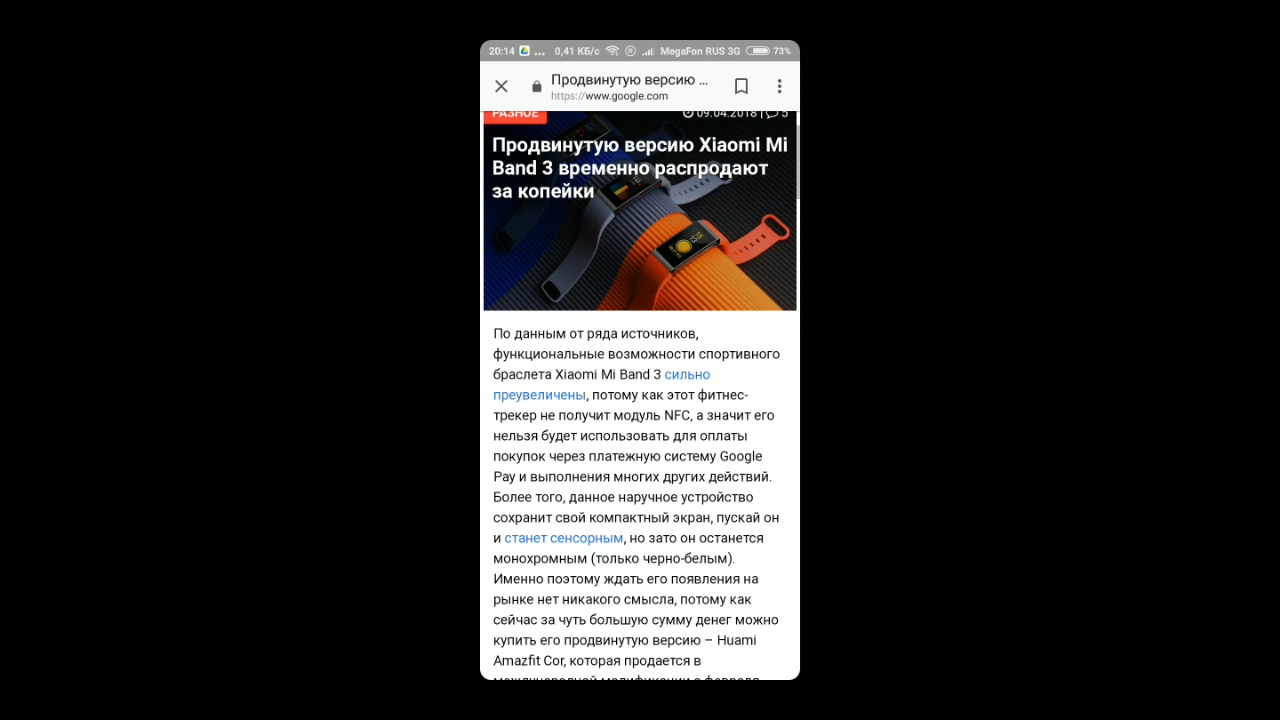 20:14 ... 0,41 КБ/с MegaFon RUS 3G 73%
Продвинутую версию ...
https://www.google.com
РАЗНОЕ 09.04.2018 | 5
Продвинутую версию Xiaomi Mi
Band 3 временно распродают
за копейки
По данным от ряда источников,
функциональные возможности спортивного
браслета Xiaomi Mi Band 3 сильно
преувеличены, потому как этот фитнес-
трекер не получит модуль NFC, а значит его
нельзя будет использовать для оплаты
покупок через платежную систему Google
Pay и выполнения многих других действий.
Более того, данное наручное устройство
сохранит свой компактный экран, пускай он
и станет сенсорным, но зато он останется
монохромным (только черно-белым).
Именно поэтому ждать его появления на
рынке нет никакого смысла, потому как
сейчас за чуть большую сумму денег можно
купить его продвинутую версию – Huami
Amazfit Cor, которая продается в
международной модификации с февраля